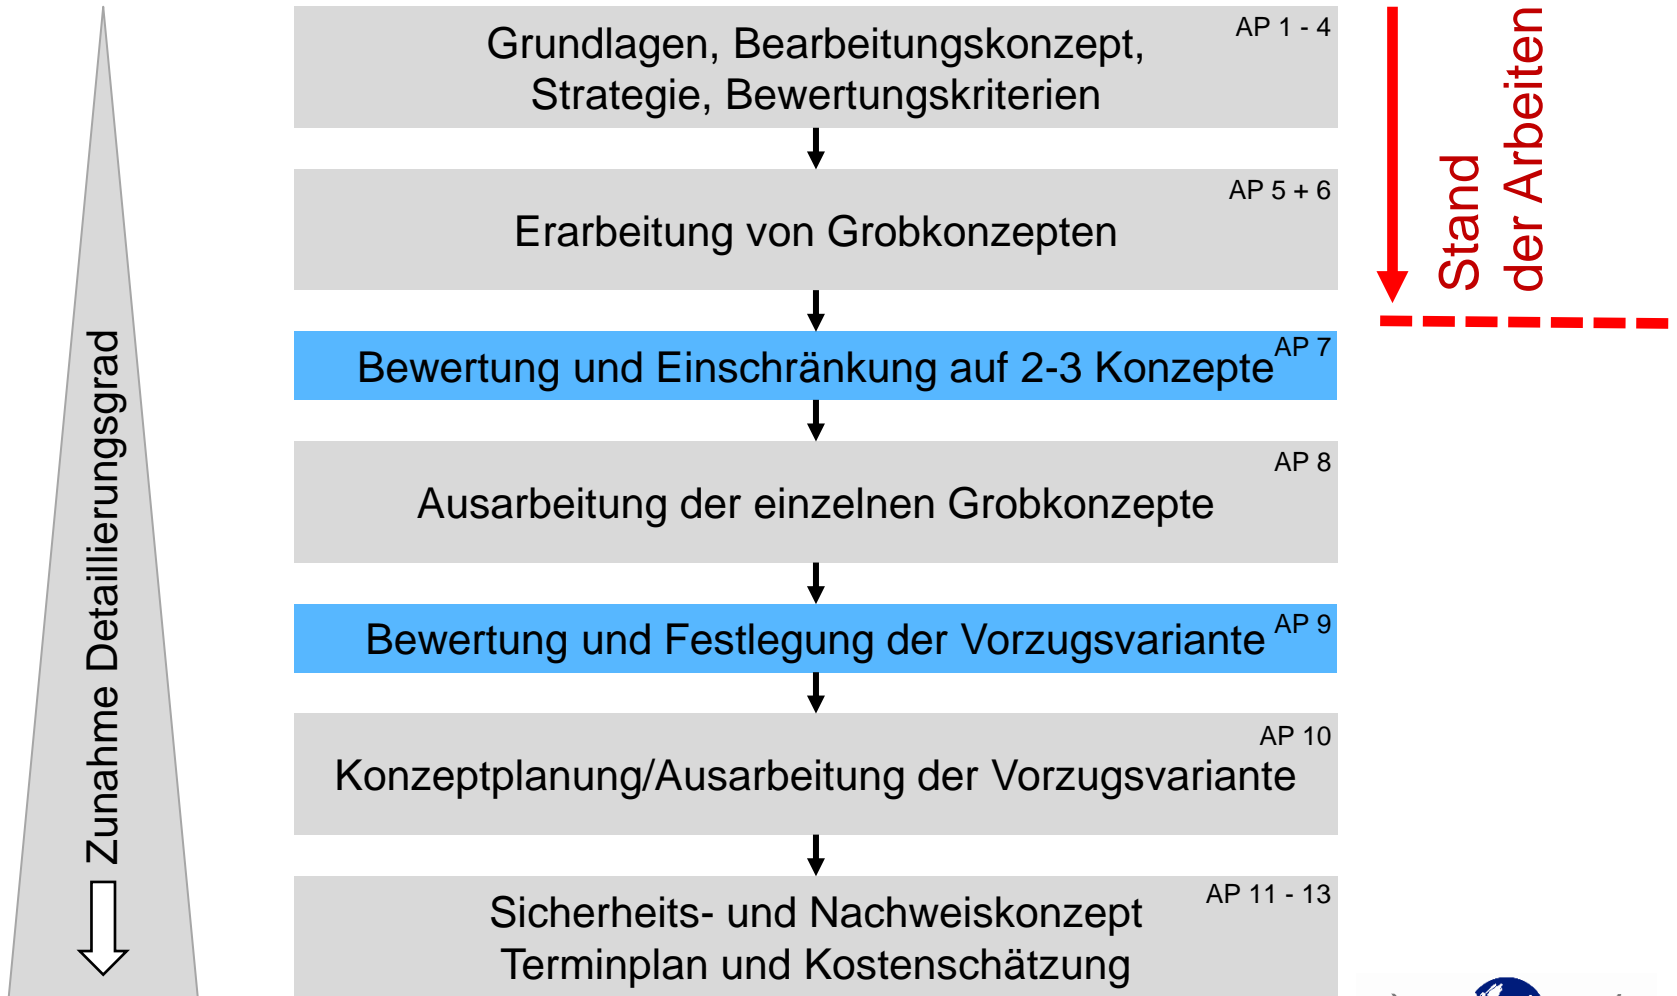 AP 1 - 4
Grundlagen, Bearbeitungskonzept,
Strategie, Bewertungskriterien
AP 5 + 6
Erarbeitung von Grobkonzepten
AP 7
Bewertung und Einschränkung auf 2-3 Konzepte
AP 8
Ausarbeitung der einzelnen Grobkonzepte
AP 9
Bewertung und Festlegung der Vorzugsvariante
AP 10
Konzeptplanung/Ausarbeitung der Vorzugsvariante
AP 11 - 13
Sicherheits- und Nachweiskonzept
Terminplan und Kostenschätzung
Zunahme Detaillierungsgrad
Stand
der Arbeiten